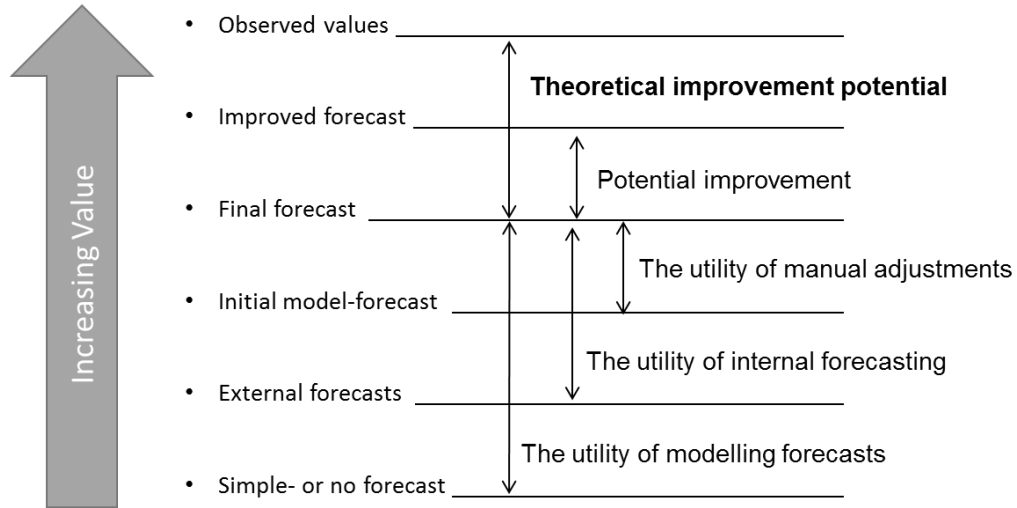 Increasing Value
• Observed values
Theoretical improvement potential
• Improved forecast
Potential improvement
• Final forecast
The utility of manual adjustments
• Initial model-forecast
The utility of internal forecasting
• External forecasts
The utility of modelling forecasts
• Simple- or no forecast